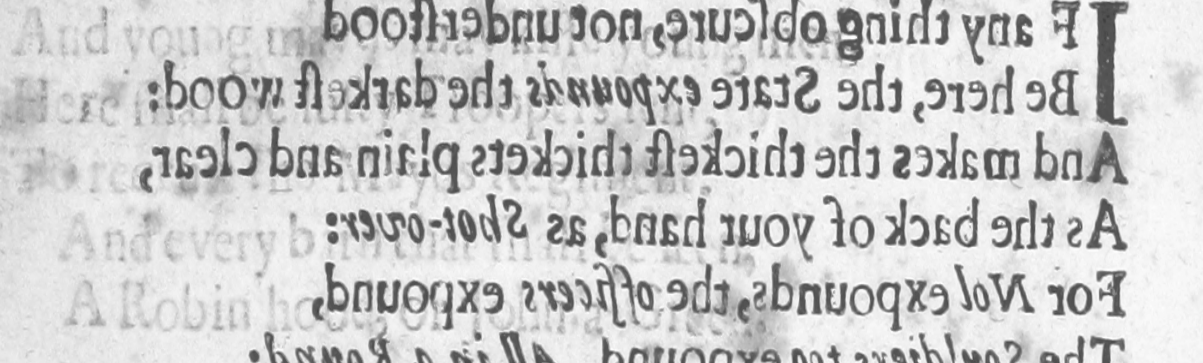 IF any thing obſcure, not underſtood
Be here, the State expounds the darkeſt wood:
And makes the thickeſt thickets plain and clear,
As the back of your hand, as Shot-over:
For Nol expounds, the officers expound,
The Souldiers too expound, All in a Round.